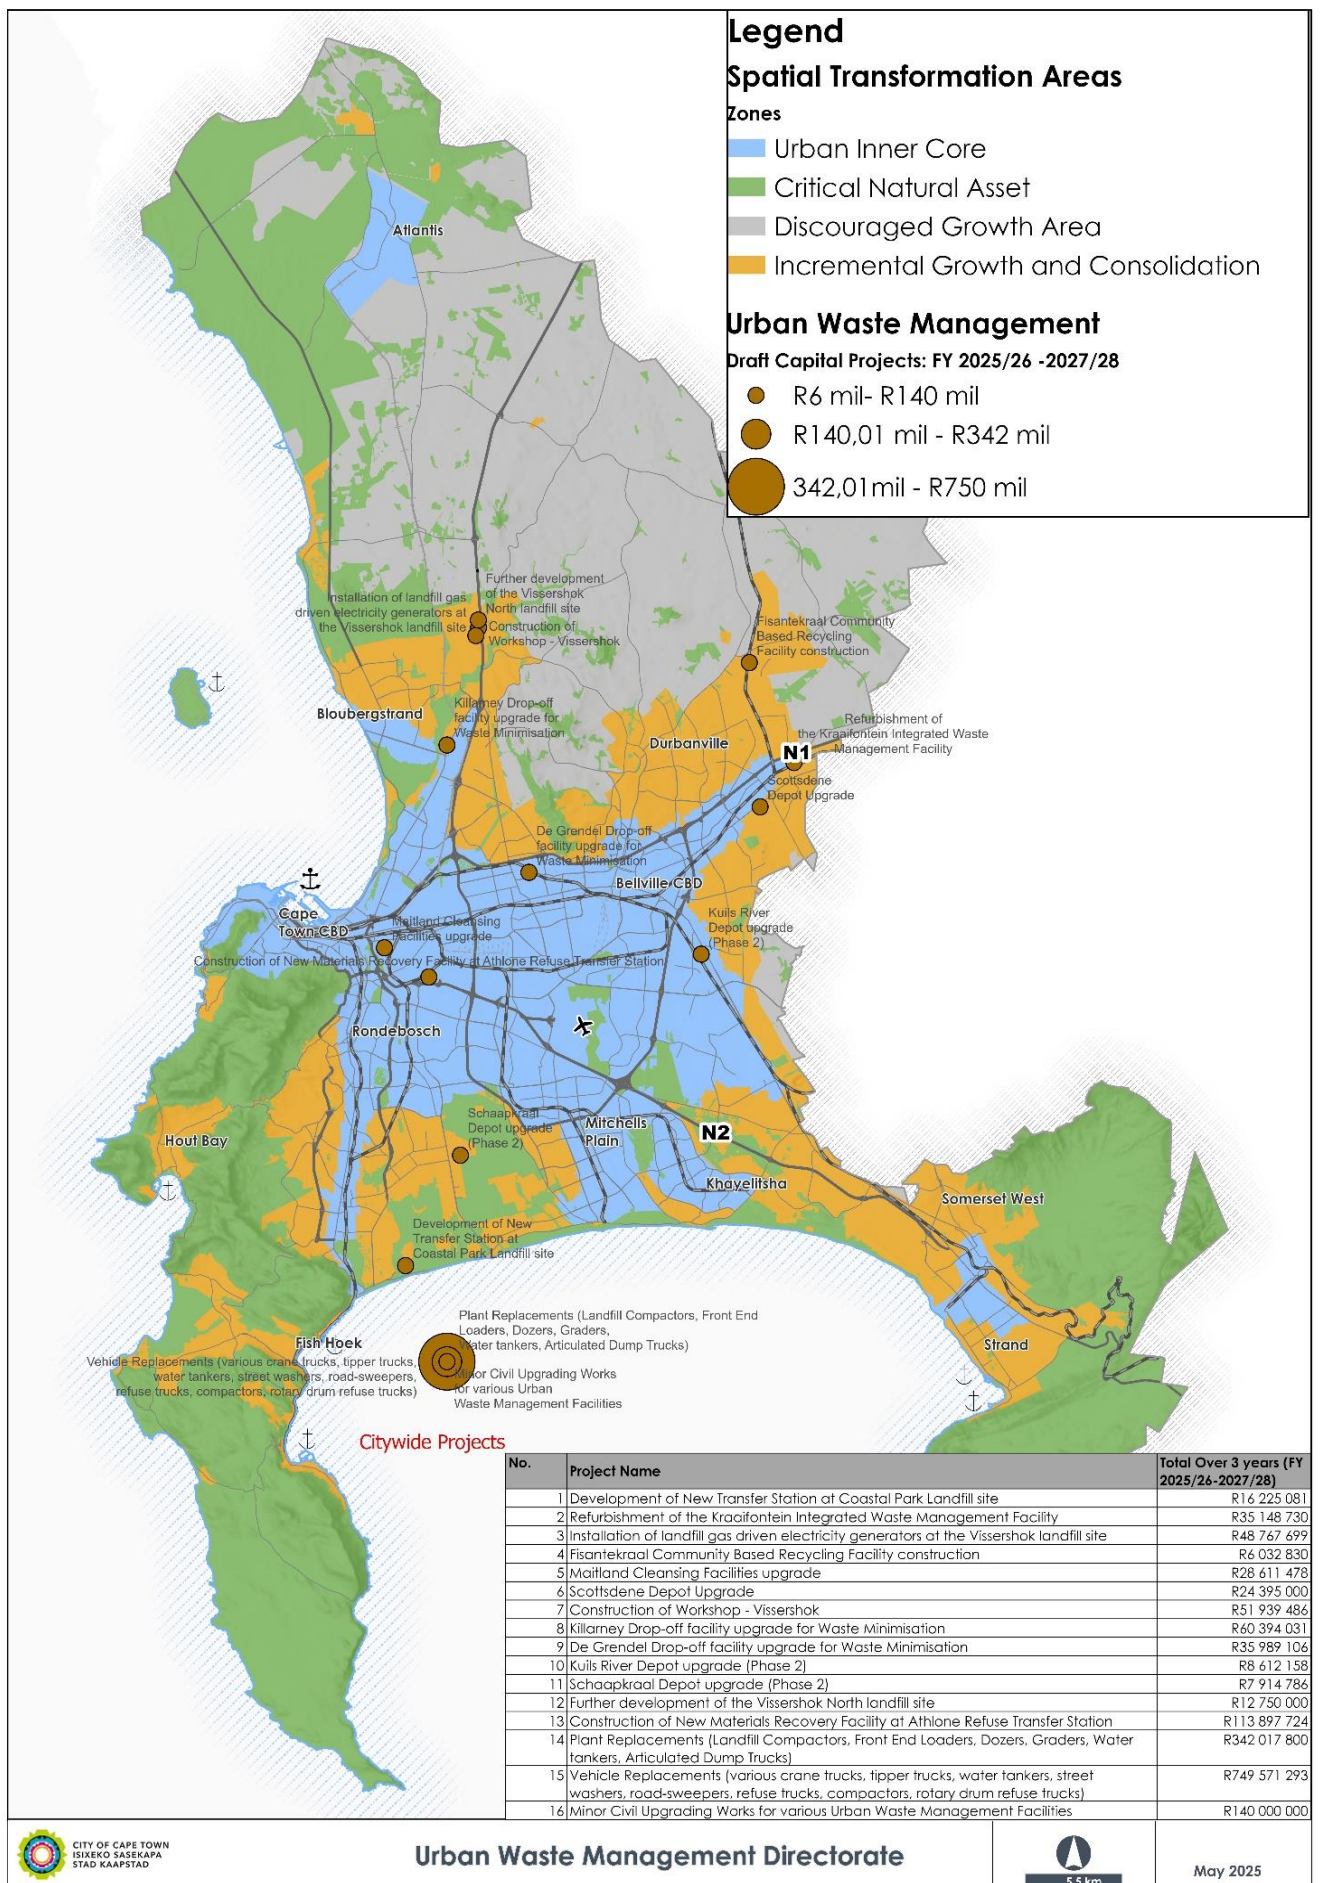 Legend
Spatial Transformation Areas
Zones
Urban Inner Core
Critical Natural Asset
Discouraged Growth Area
Incremental Growth and Consolidation
Urban Waste Management
Draft Capital Projects: FY 2025/26 -2027/28
R6 mil- R140 mil
R140,01 mil - R342 mil
342,01mil - R750 mil
Atlantis
Further development
of the Vissershok
North landfill site
Installation of landfill gas
driven electricity generators at
the Vissershok landfill site
Construction of
Workshop - Vissershok
Fisantekraal Community
Based Recycling
Facility construction
Killarney Drop-off
facility upgrade for
Waste Minimisation
Bloubergstrand
Durbanville
Refurbishment of
the Kraaifontein Integrated Waste
Management Facility
N1
Scottsdene
Depot Upgrade
De Grendel Drop-off
facility upgrade for
Waste Minimisation
Bellville CBD
Cape
Town CBD
Maitland Cleansing
Facilities upgrade
Kuils River
Depot upgrade
(Phase 2)
Construction of New Materials Recovery Facility at Athlone Refuse Transfer Station
Rondebosch
Schaapkraal
Depot upgrade
(Phase 2)
Mitchells
Plain
N2
Hout Bay
Khayelitsha
Somerset West
Development of New
Transfer Station at
Coastal Park Landfill site
Plant Replacements (Landfill Compactors, Front End
Loaders, Dozers, Graders,
Water tankers, Articulated Dump Trucks)
Fish Hoek
Strand
Vehicle Replacements (various crane trucks, tipper trucks,
water tankers, street washers, road-sweepers,
refuse trucks, compactors, rotary drum refuse trucks)
Minor Civil Upgrading Works
for various Urban
Waste Management Facilities
Citywide Projects
No. Project Name Total Over 3 years (FY
2025/26-2027/28)
1 Development of New Transfer Station at Coastal Park Landfill site R16 225 081
2 Refurbishment of the Kraaifontein Integrated Waste Management Facility R35 148 730
3 Installation of landfill gas driven electricity generators at the Vissershok landfill site R48 767 699
4 Fisantekraal Community Based Recycling Facility construction R6 032 830
5 Maitland Cleansing Facilities upgrade R28 611 478
6 Scottsdene Depot Upgrade R24 395 000
7 Construction of Workshop - Vissershok R51 939 486
8 Killarney Drop-off facility upgrade for Waste Minimisation R60 394 031
9 De Grendel Drop-off facility upgrade for Waste Minimisation R35 989 106
10 Kuils River Depot upgrade (Phase 2) R8 612 158
11 Schaapkraal Depot upgrade (Phase 2) R7 914 786
12 Further development of the Vissershok North landfill site R12 750 000
13 Construction of New Materials Recovery Facility at Athlone Refuse Transfer Station R113 897 724
14 Plant Replacements (Landfill Compactors, Front End Loaders, Dozers, Graders, Water R342 017 800
tankers, Articulated Dump Trucks)
15 Vehicle Replacements (various crane trucks, tipper trucks, water tankers, street R749 571 293
washers, road-sweepers, refuse trucks, compactors, rotary drum refuse trucks)
16 Minor Civil Upgrading Works for various Urban Waste Management Facilities R140 000 000
CITY OF CAPE TOWN
ISIXEKO SASEKAPA
STAD KAAPSTAD
Urban Waste Management Directorate
5,5 km
May 2025